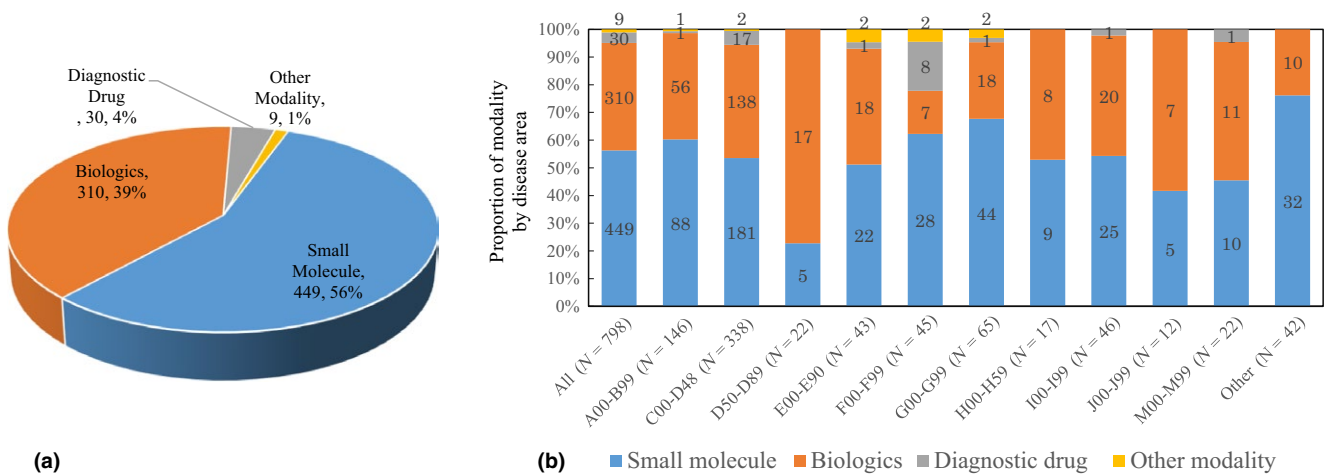 Diagnostic
Drug
, 30, 4%
Other
Modality,
9, 1%
Biologics,
310, 39%
Small
Molecule,
449, 56%
(a)
Proportion of modality
by disease area
100%
90%
80%
70%
60%
50%
40%
30%
20%
10%
0%
9 1 2 2 2 2
30 1 17 1 8 1 1 1
310 56 138 17 18 7 18 8 20 7 11 10
449 88 181 5 22 28 44 9 25 5 10 32
All (N = 798)
A00-B99 (N = 146)
C00-D48 (N = 338)
D50-D89 (N = 22)
E00-E90 (N = 43)
F00-F99 (N = 45)
G00-G99 (N = 65)
H00-H59 (N = 17)
I00-I99 (N = 46)
J00-J99 (N = 12)
M00-M99 (N = 22)
Other (N = 42)
(b)
Small molecule Biologics Diagnostic drug Other modality